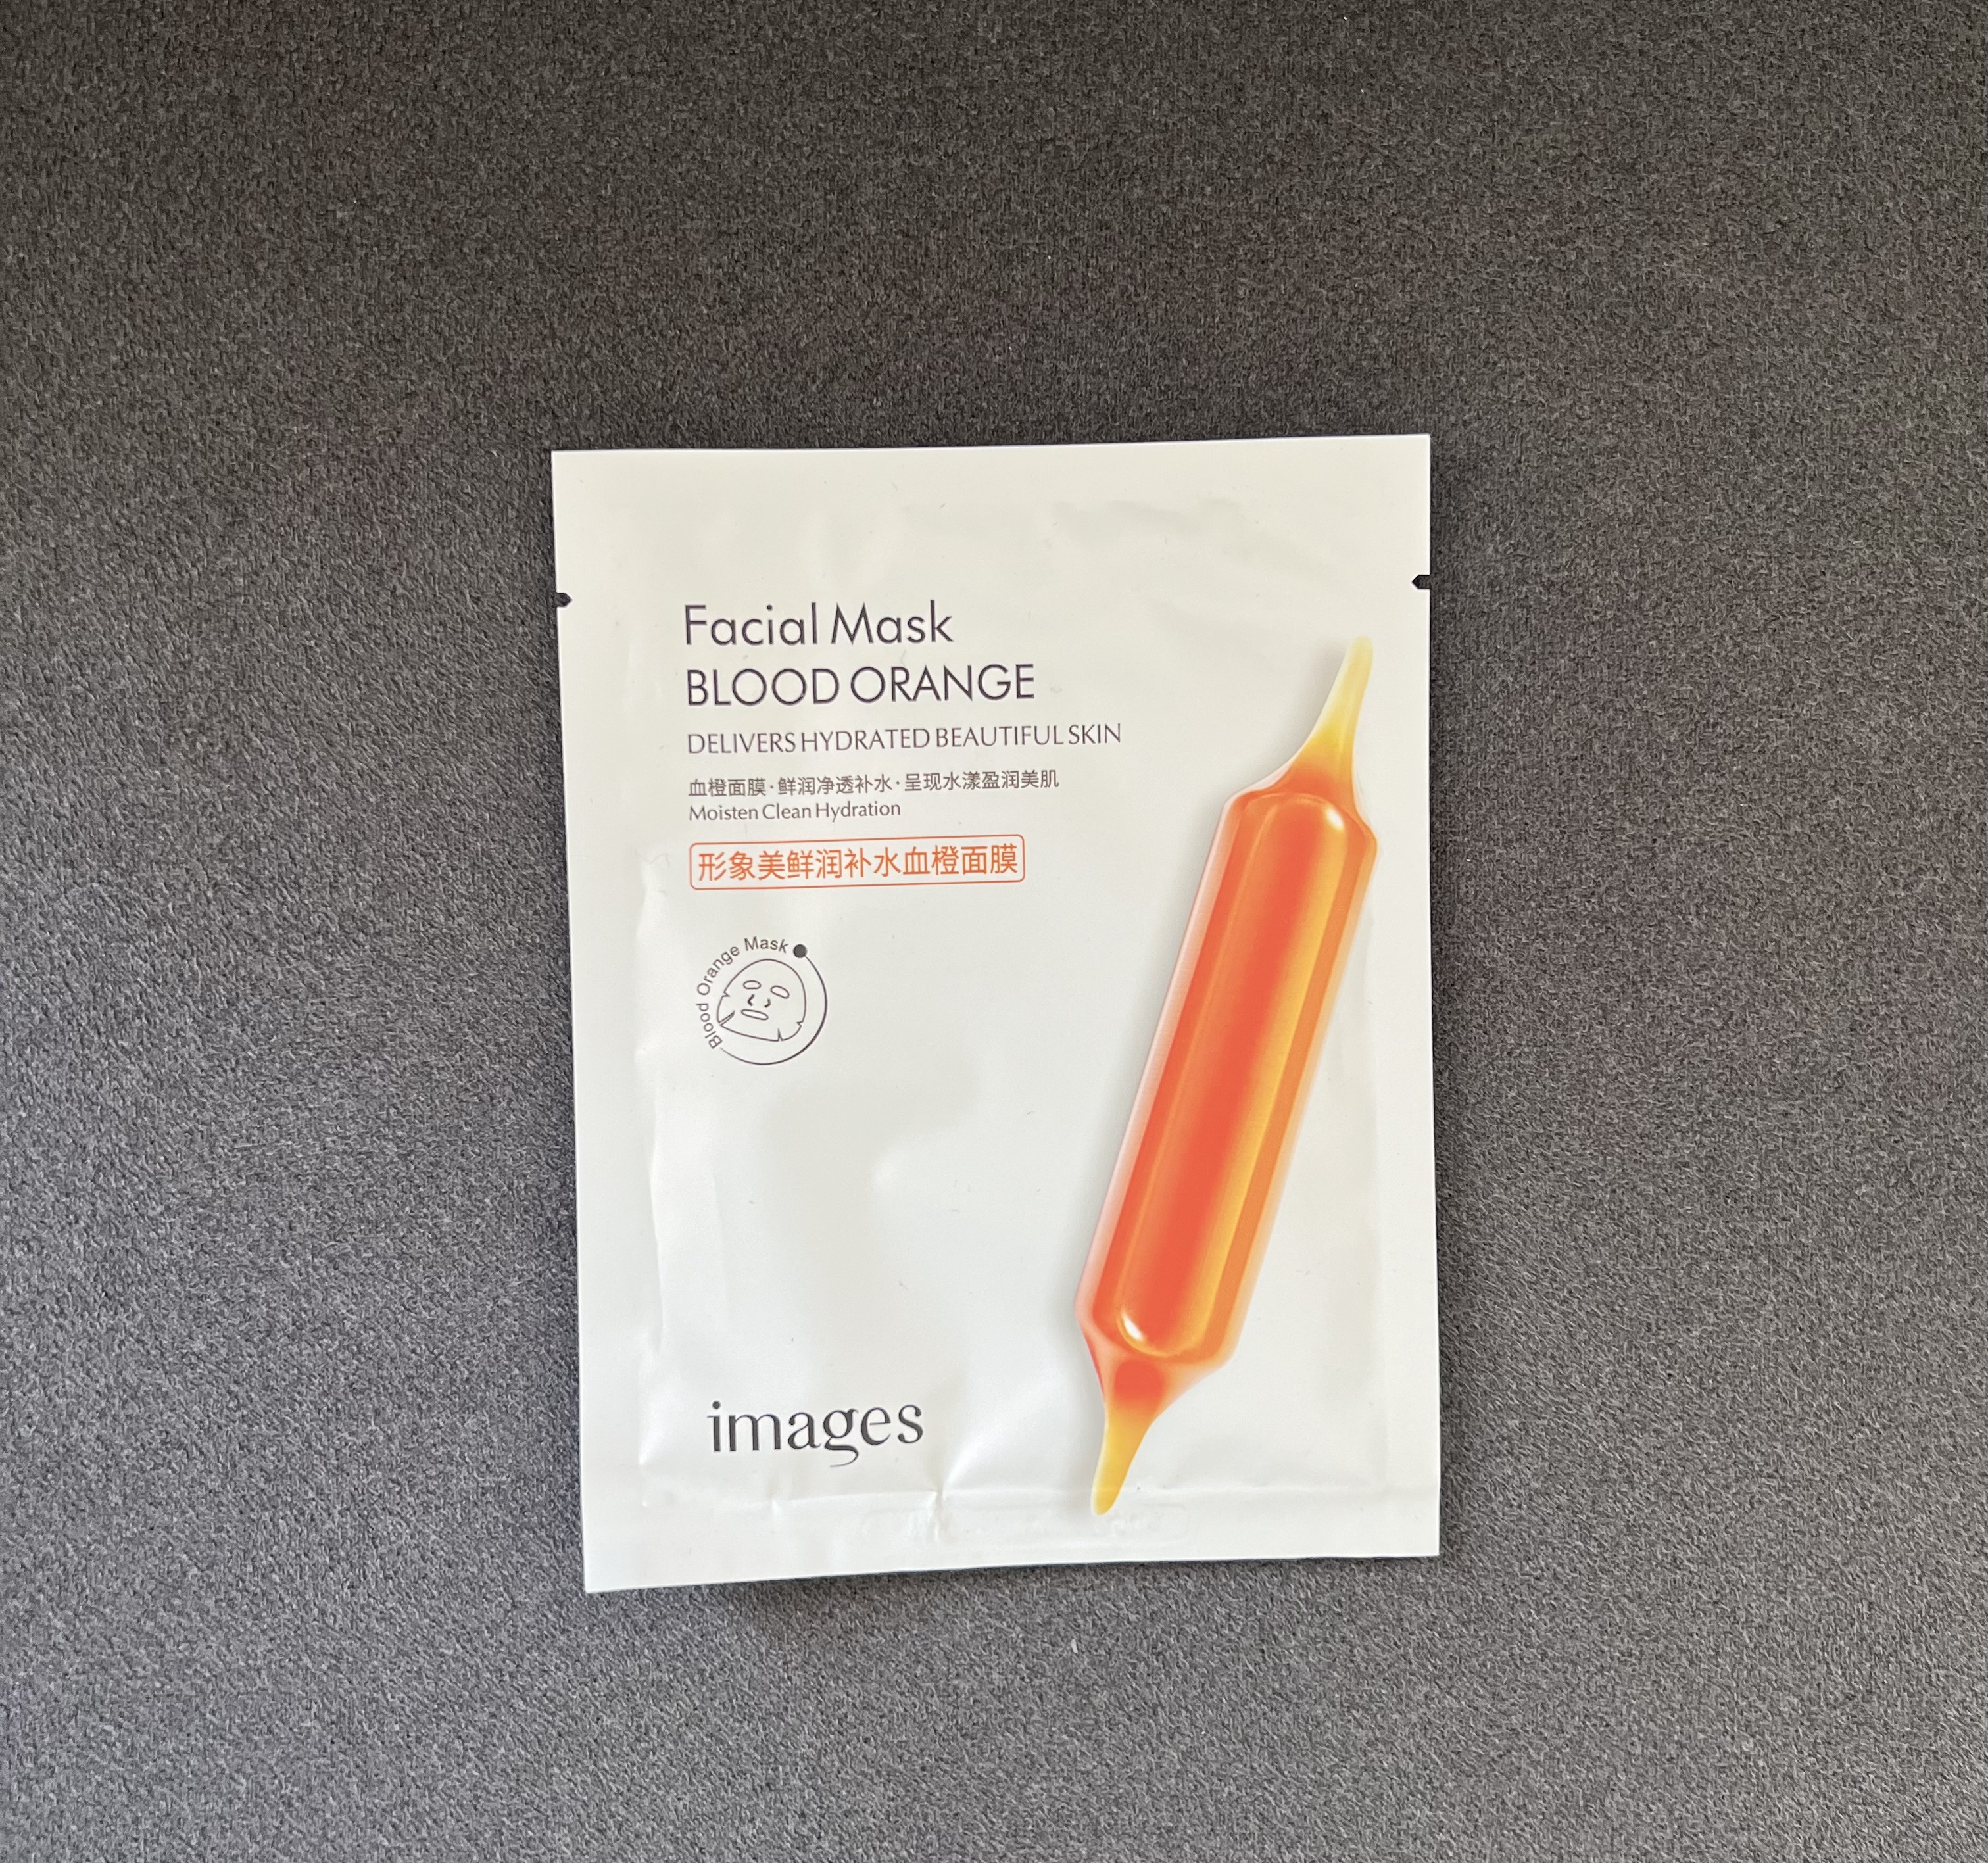 Facial Mask
BLOOD ORANGE
DELIVERS HYDRATED BEAUTIFUL SKIN
血橙面膜·鲜润净透补水·呈现水漾盈润美肌
Moisten Clean Hydration
形象美鲜润补水血橙面膜
Blood Orange Mask
images